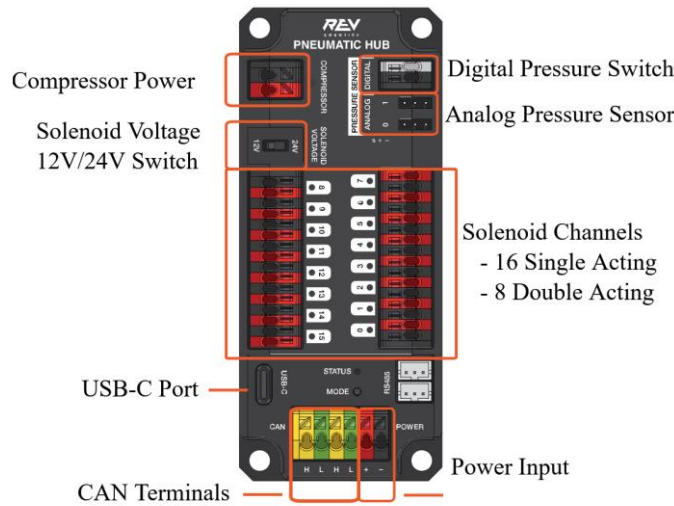 REV
ROBOTICS
PNEUMATIC HUB
Compressor Power
COMPRESSOR
PRESSURE SENSOR
DIGITAL
ANALOG
1
0
S + -
Digital Pressure Switch
Analog Pressure Sensor
Solenoid Voltage
12V/24V Switch
12V
24V
SOLENOID
VOLTAGE
8
9
10
11
12
13
14
15
7
6
5
4
3
2
1
0
Solenoid Channels
- 16 Single Acting
- 8 Double Acting
USB-C Port
USB-C
STATUS
MODE
RS485
CAN
POWER
H L H L + -
CAN Terminals
Power Input